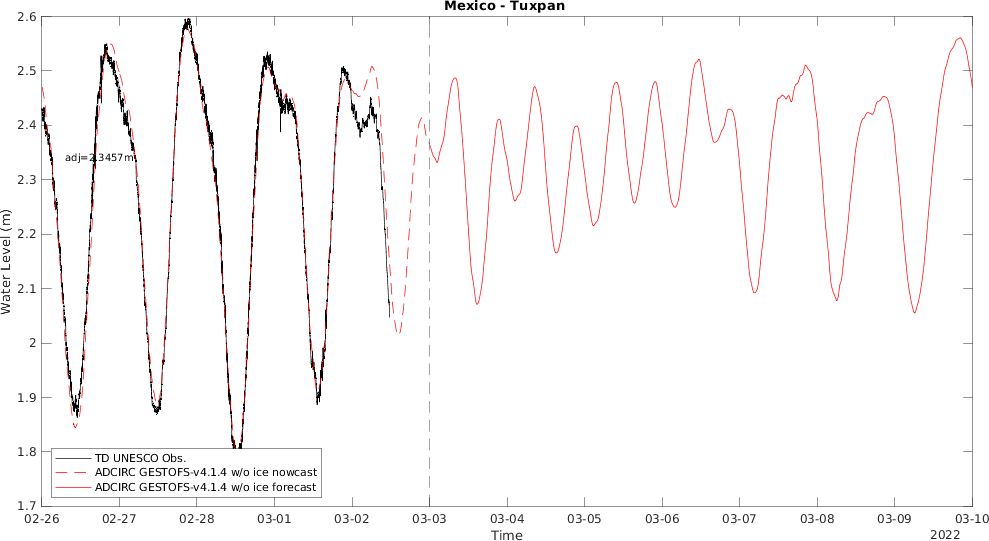 Mexico - Tuxpan
2.6
2.5
2.4
2.3
2.2
2.1
2
1.9
1.8
1.7
Water Level (m)
adj=2.3457m
TD UNESCO Obs.
ADCIRC GESTOFS-v4.1.4 w/o ice nowcast
ADCIRC GESTOFS-v4.1.4 w/o ice forecast
02-26 02-27 02-28 03-01 03-02 03-03 03-04 03-05 03-06 03-07 03-08 03-09 03-10
Time
2022